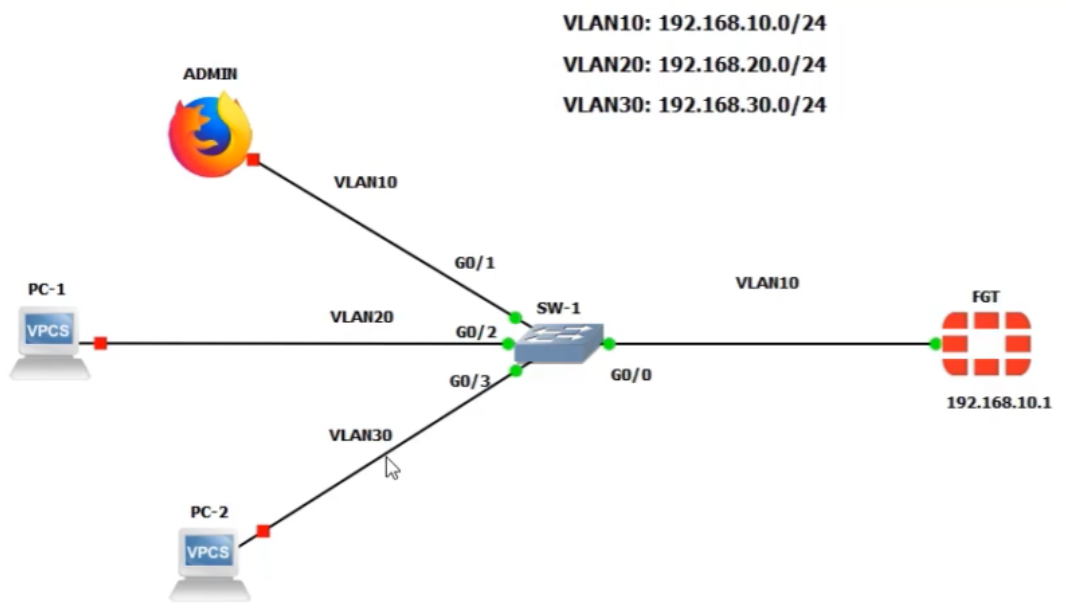 VLAN10: 192.168.10.0/24
VLAN20: 192.168.20.0/24
VLAN30: 192.168.30.0/24
ADMIN
VLAN10
G0/1
VLAN10
PC-1
VPCS
VLAN20
G0/2
SW-1
FGT
G0/3
G0/0
192.168.10.1
VLAN30
PC-2
VPCS